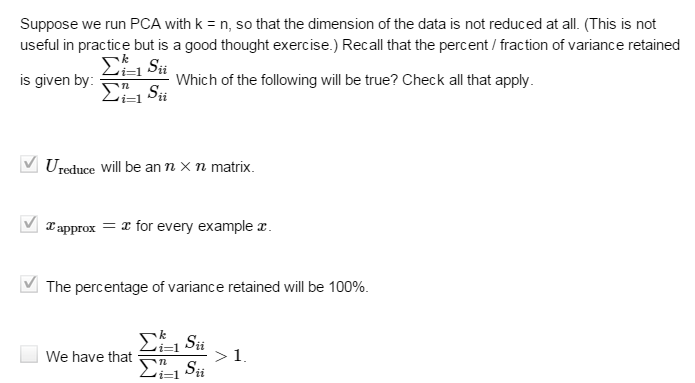 Suppose we run PCA with k = n, so that the dimension of the data is not reduced at all. (This is not
useful in practice but is a good thought exercise.) Recall that the percent / fraction of variance retained
is given by: $\frac{\sum_{i=1}^{k} S_{ii}}{\sum_{i=1}^{n} S_{ii}}$ Which of the following will be true? Check all that apply.
$U_{\text{reduce}}$ will be an $n \times n$ matrix.
$x_{\text{approx}} = x$ for every example $x$.
The percentage of variance retained will be 100%.
We have that $\frac{\sum_{i=1}^{k} S_{ii}}{\sum_{i=1}^{n} S_{ii}} > 1$.